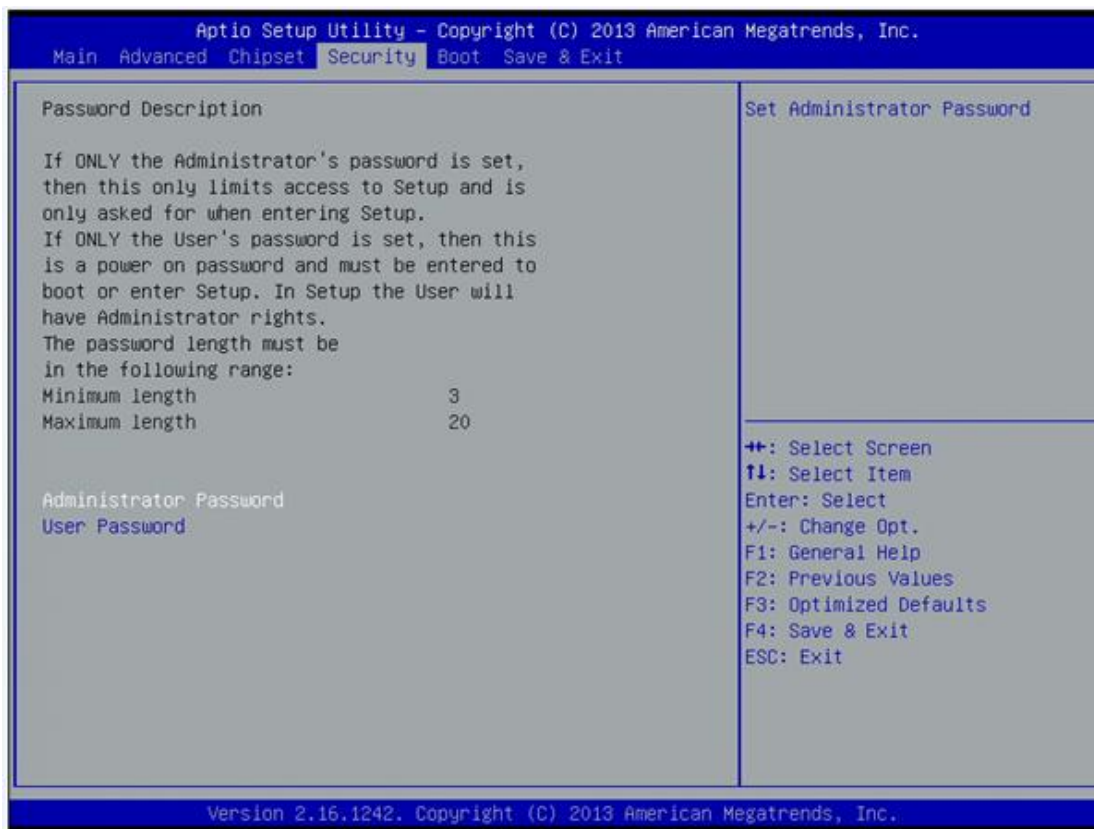 Aptio Setup Utility – Copyright (C) 2013 American Megatrends, Inc.
Main Advanced Chipset Security Boot Save & Exit
Password Description
If ONLY the Administrator's password is set,
then this only limits access to Setup and is
only asked for when entering Setup.
If ONLY the User's password is set, then this
is a power on password and must be entered to
boot or enter Setup. In Setup the User will
have Administrator rights.
The password length must be
in the following range:
Minimum length 3
Maximum length 20
Administrator Password
User Password
Set Administrator Password
→←: Select Screen
↑↓: Select Item
Enter: Select
+/-: Change Opt.
F1: General Help
F2: Previous Values
F3: Optimized Defaults
F4: Save & Exit
ESC: Exit
Version 2.16.1242. Copyright (C) 2013 American Megatrends, Inc.